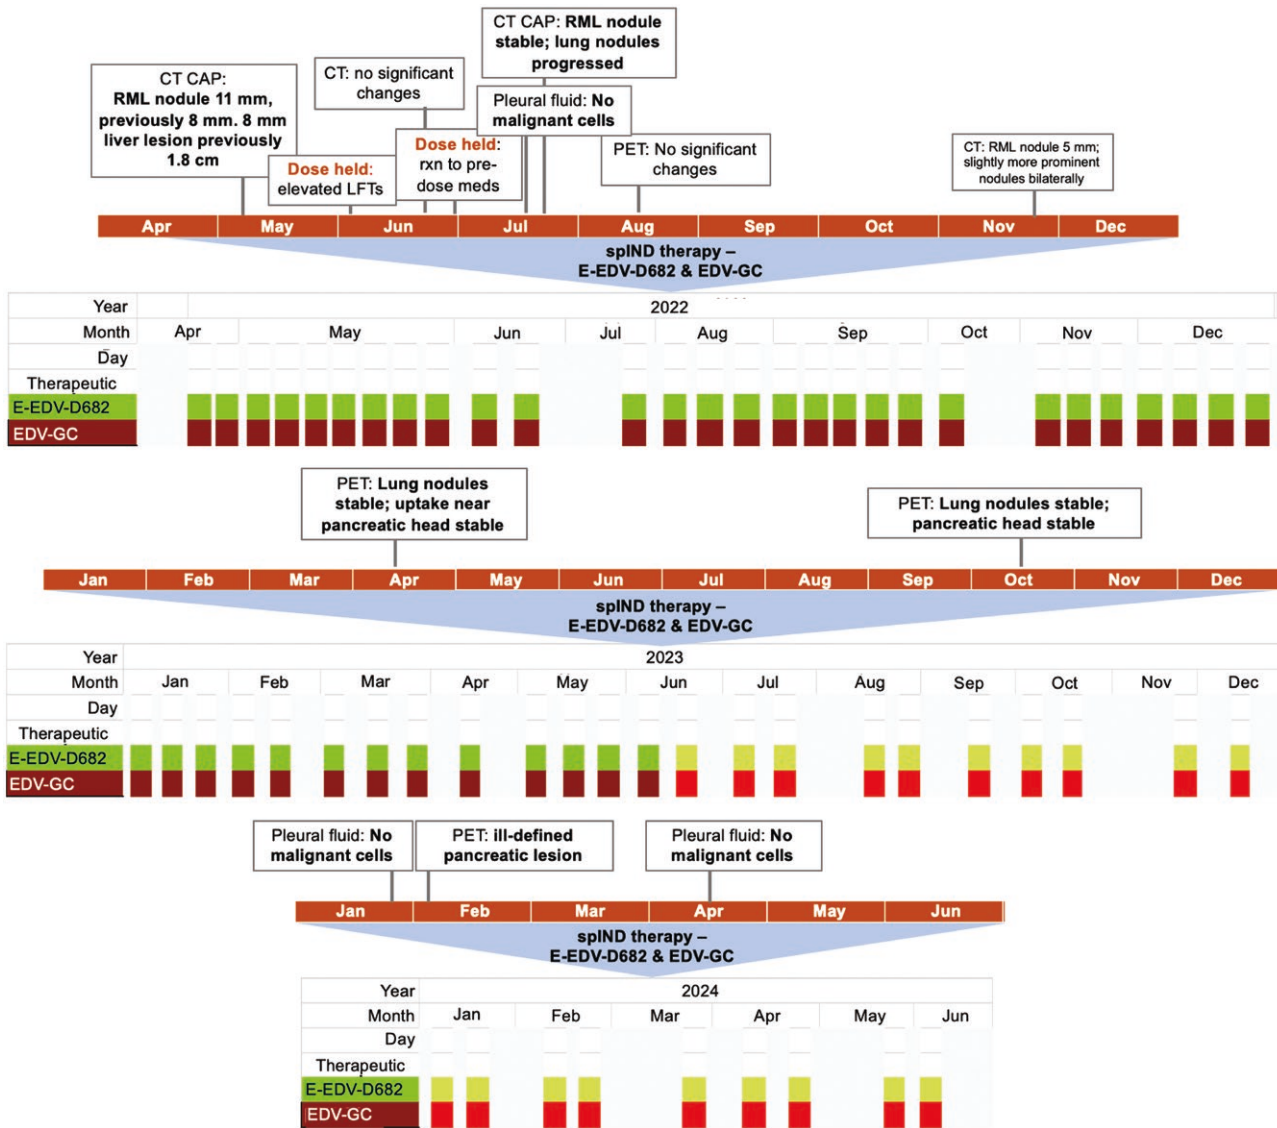 CT CAP: RML nodule
stable; lung nodules
progressed
CT CAP:
RML nodule 11 mm,
previously 8 mm. 8 mm
liver lesion previously
1.8 cm
CT: no significant
changes
Pleural fluid: No
malignant cells
Dose held:
elevated LFTs
Dose held:
rxn to pre-
dose meds
PET: No significant
changes
CT: RML nodule 5 mm;
slightly more prominent
nodules bilaterally
Apr May Jun Jul Aug Sep Oct Nov Dec
spIND therapy –
E-EDV-D682 & EDV-GC
Year 2022
Month Apr May Jun Jul Aug Sep Oct Nov Dec
Day
Therapeutic
E-EDV-D682
EDV-GC
PET: Lung nodules
stable; uptake near
pancreatic head stable
PET: Lung nodules stable;
pancreatic head stable
Jan Feb Mar Apr May Jun Jul Aug Sep Oct Nov Dec
spIND therapy –
E-EDV-D682 & EDV-GC
Year 2023
Month Jan Feb Mar Apr May Jun Jul Aug Sep Oct Nov Dec
Day
Therapeutic
E-EDV-D682
EDV-GC
Pleural fluid: No
malignant cells
PET: ill-defined
pancreatic lesion
Pleural fluid: No
malignant cells
Jan Feb Mar Apr May Jun
spIND therapy –
E-EDV-D682 & EDV-GC
Year 2024
Month Jan Feb Mar Apr May Jun
Day
Therapeutic
E-EDV-D682
EDV-GC